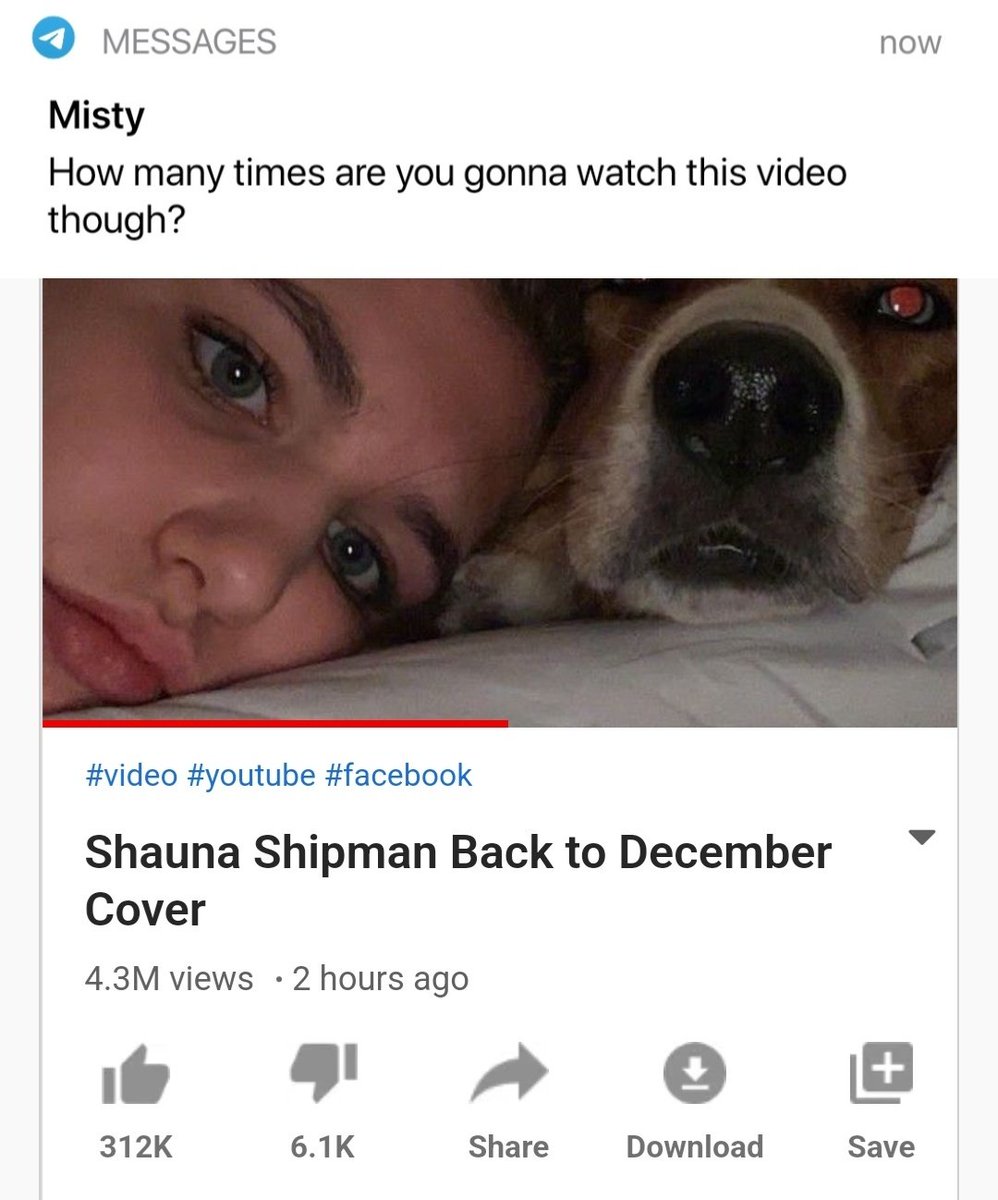 MESSAGES
now
Misty
How many times are you gonna watch this video
though?
#video #youtube #facebook
Shauna Shipman Back to December
Cover
4.3M views · 2 hours ago
312K
6.1K
Share
Download
Save